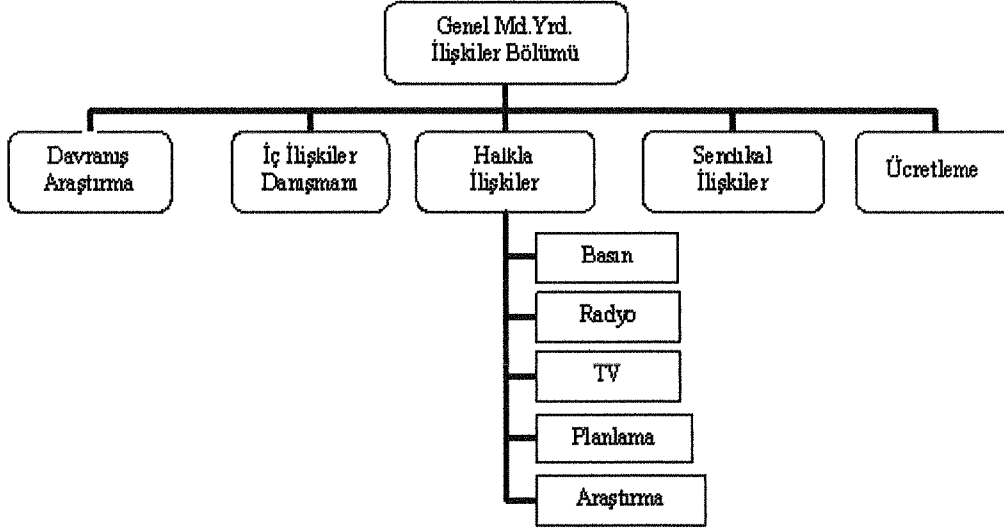 Genel Md.Yrd.
İlişkiler Bölümü
Davranış
Araştırma
İç İlişkiler
Danışmanı
Halkla
İlişkiler
Sendikal
İlişkiler
Ücretleme
Basın
Radyo
TV
Planlama
Araştırma